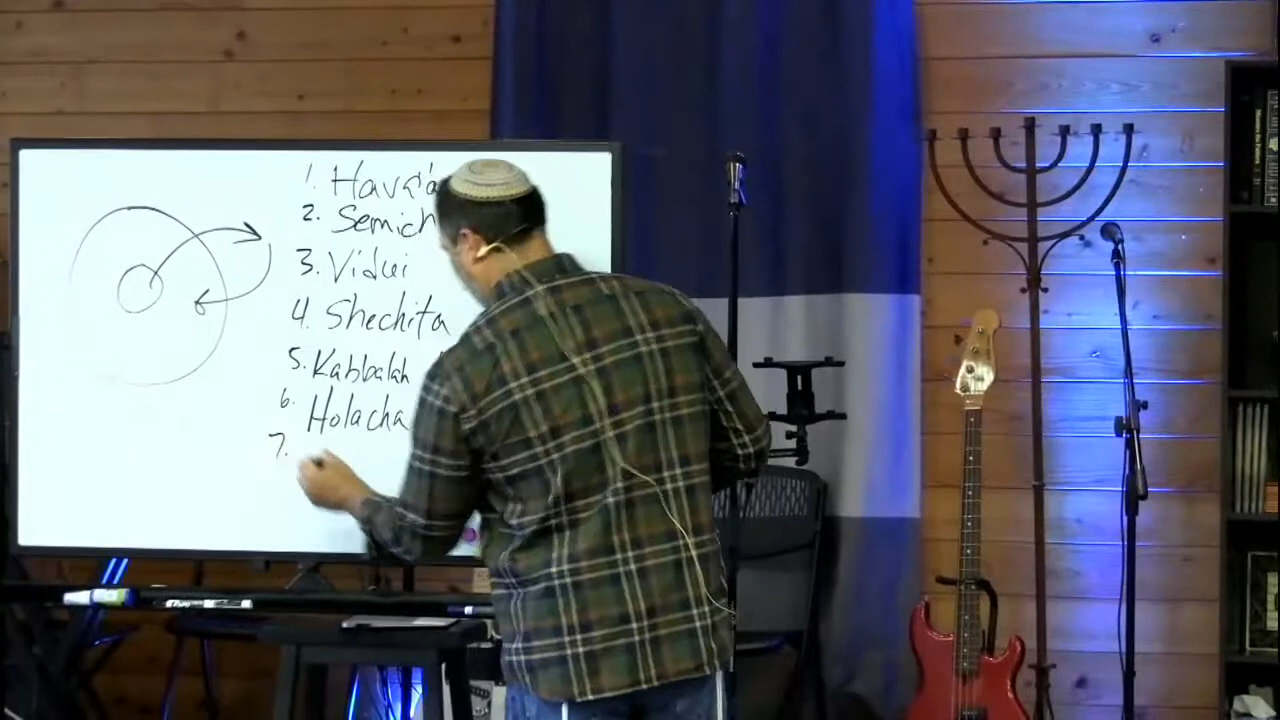 1. Hava'a
2. Semich
3. Vidui
4. Shechita
5. Kabbalah
6. Holacha
7.